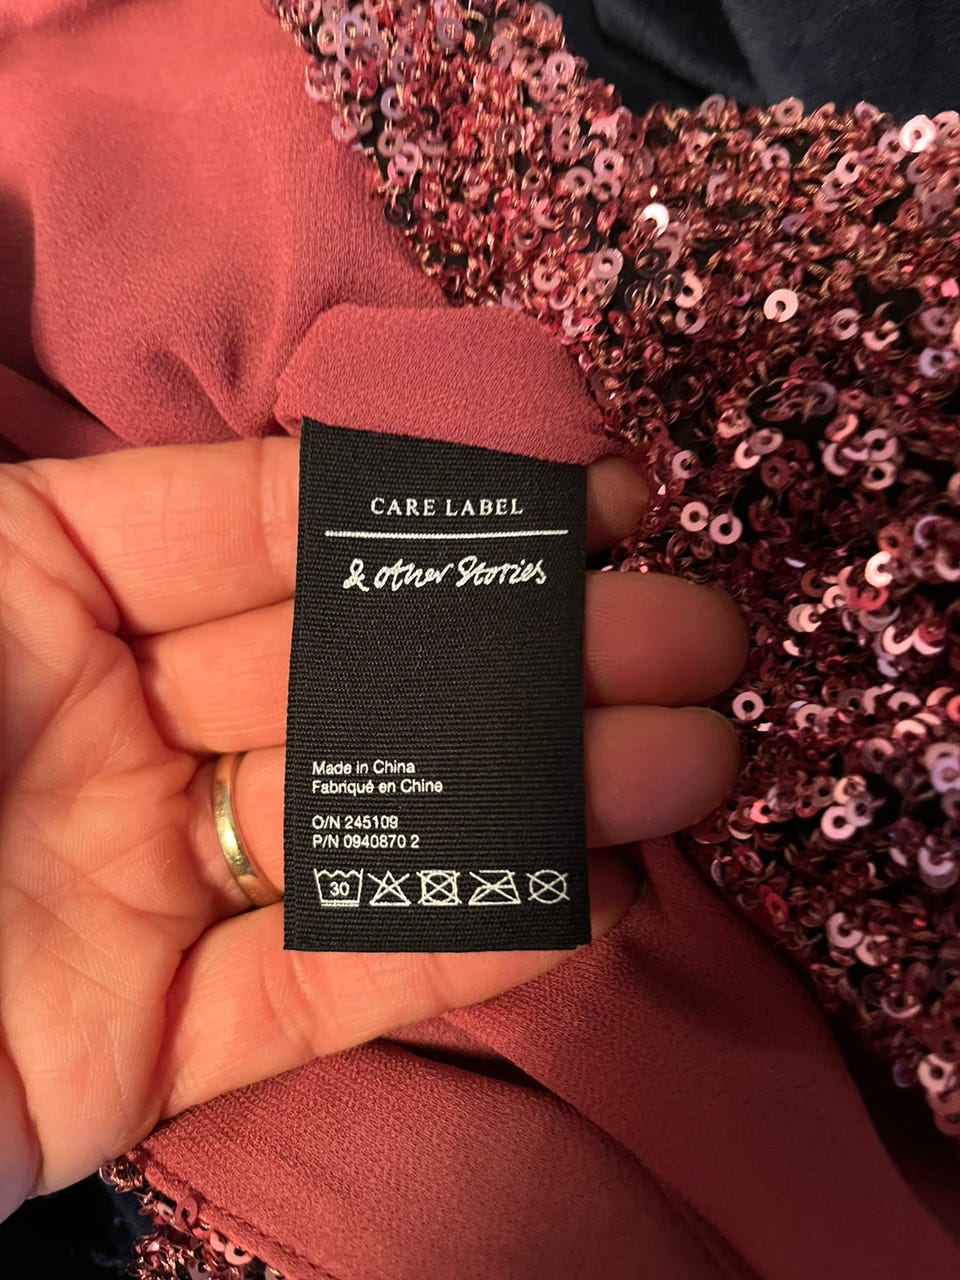 CARE LABEL
& other Stories
Made in China
Fabriqué en Chine
O/N 245109
P/N 0940870 2
30